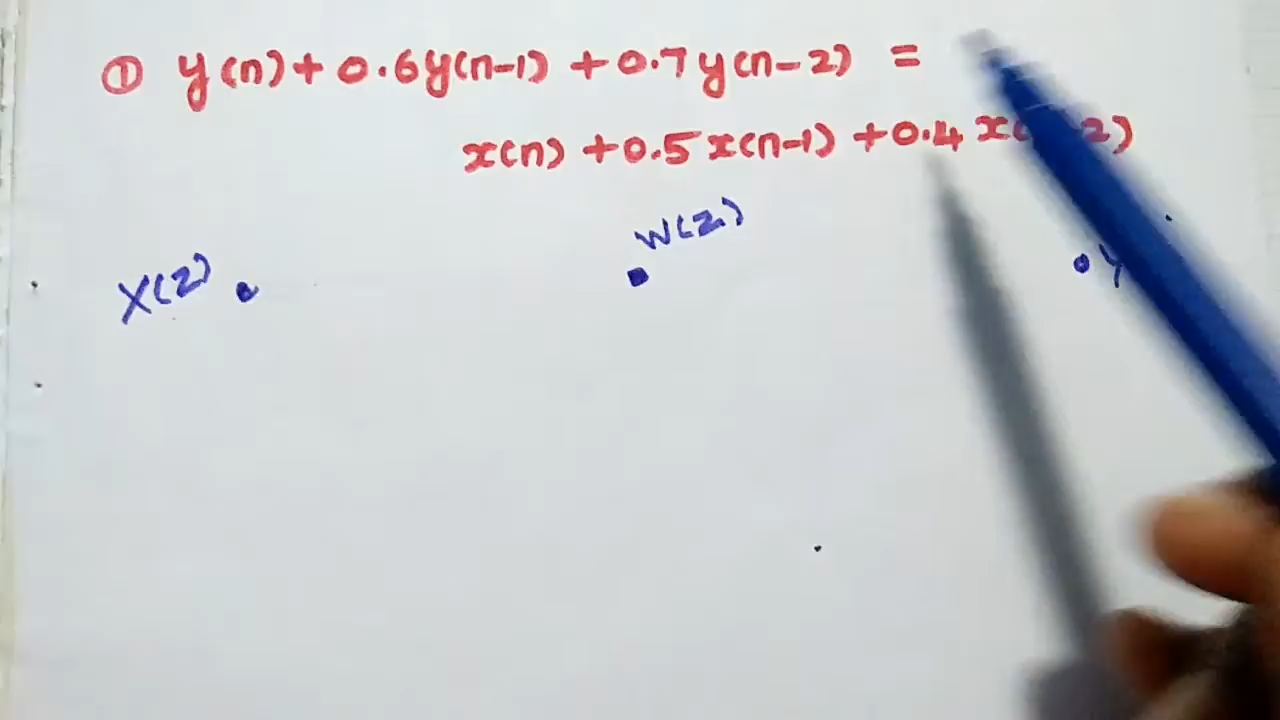 ① y(n) + 0.6y(n-1) + 0.7y(n-2) =
x(n) + 0.5x(n-1) + 0.4
X(z) W(z)